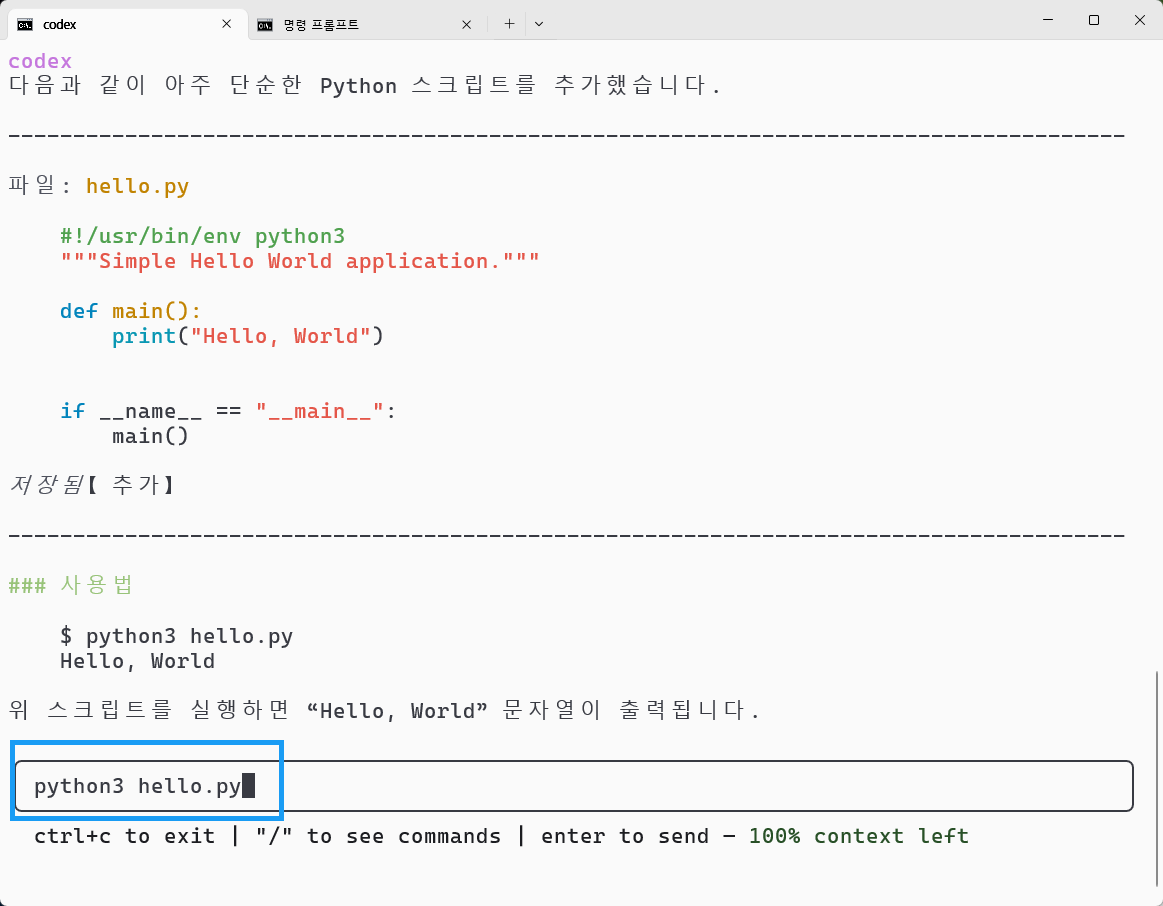 codex
명령 프롬프트
codex
다음과 같이 아주 단순한 Python 스크립트를 추가했습니다.
파일: hello.py
#!/usr/bin/env python3
"""Simple Hello World application."""
def main():
    print("Hello, World")
if __name__ == "__main__":
    main()
저장됨【 추가】
### 사용법
$ python3 hello.py
Hello, World
위 스크립트를 실행하면 “Hello, World” 문자열이 출력됩니다.
python3 hello.py
ctrl+c to exit | "/" to see commands | enter to send — 100% context left